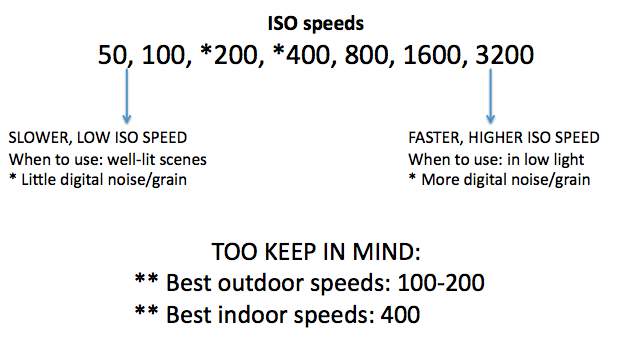 ISO speeds
50, 100, *200, *400, 800, 1600, 3200
SLOWER, LOW ISO SPEED
When to use: well-lit scenes
* Little digital noise/grain
FASTER, HIGHER ISO SPEED
When to use: in low light
* More digital noise/grain
TOO KEEP IN MIND:
** Best outdoor speeds: 100-200
** Best indoor speeds: 400